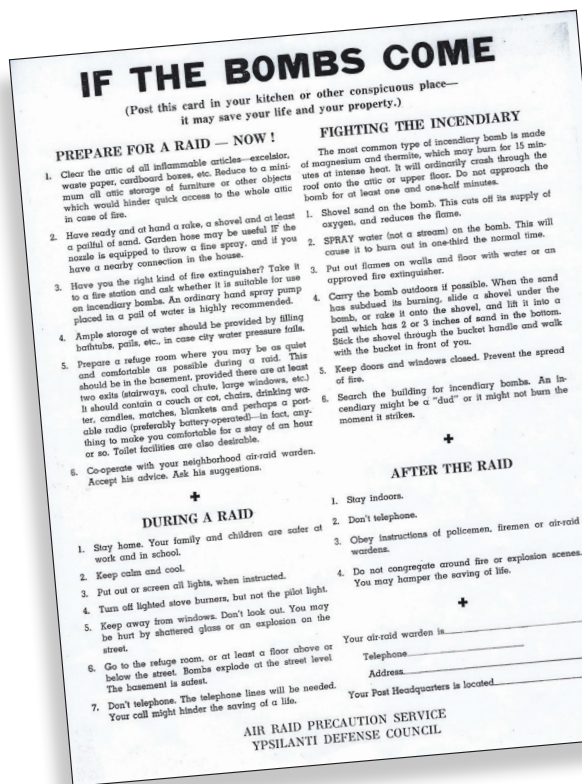 IF THE BOMBS COME
(Post this card in your kitchen or other conspicuous place—
it may save your life and your property.)
PREPARE FOR A RAID — NOW !
1. Clear the attic of all inflammable articles—excelsior,
waste paper, cardboard boxes, etc. Reduce to a mini-
mum all attic storage of furniture or other objects
which would hinder quick access to the whole attic
in case of fire.
2. Have ready and at hand a rake, a shovel and at least
a pailful of sand. Garden hose may be useful IF the
nozzle is equipped to throw a fine spray, and if you
have a nearby connection in the house.
3. Have you the right kind of fire extinguisher? Take it
to a fire station and ask whether it is suitable for use
on incendiary bombs. An ordinary hand spray pump
placed in a pail of water is highly recommended.
4. Ample storage of water should be provided by filling
bathtubs, pails, etc., in case city water pressure fails.
5. Prepare a refuge room where you may be as quiet
and comfortable as possible during a raid. This
should be in the basement, provided there are at least
two exits (stairways, coal chute, large windows, etc.)
It should contain a couch or cot, chairs, drinking wa-
ter, candles, matches, blankets and perhaps a port-
able radio (preferably battery-operated)—in fact, any-
thing to make you comfortable for a stay of an hour
or so. Toilet facilities are also desirable.
6. Co-operate with your neighborhood air-raid warden.
Accept his advice. Ask his suggestions.
DURING A RAID
1. Stay home. Your family and children are safer at
work and in school.
2. Keep calm and cool.
3. Put out or screen all lights, when instructed.
4. Turn off lighted stove burners, but not the pilot light.
5. Keep away from windows. Don't look out. You may
be hurt by shattered glass or an explosion on the
street.
6. Go to the refuge room, or at least a floor above or
below the street. Bombs explode at the street level
The basement is safest.
7. Don't telephone. The telephone lines will be needed.
Your call might hinder the saving of a life.
FIGHTING THE INCENDIARY
The most common type of incendiary bomb is made
of magnesium and thermite, which may burn for 15 min-
utes at intense heat. It will ordinarily crash through the
roof onto the attic or upper floor. Do not approach the
bomb for at least one and one-half minutes.
1. Shovel sand on the bomb. This cuts off its supply of
oxygen, and reduces the flame.
2. SPRAY water (not a stream) on the bomb. This will
cause it to burn out in one-third the normal time.
3. Put out flames on walls and floor with water or an
approved fire extinguisher.
4. Carry the bomb outdoors if possible. When the sand
has subdued its burning, slide a shovel under the
bomb, or rake it onto the shovel, and lift it into a
pail which has 2 or 3 inches of sand in the bottom.
Stick the shovel through the bucket handle and walk
with the bucket in front of you.
5. Keep doors and windows closed. Prevent the spread
of fire.
6. Search the building for incendiary bombs. An in-
cendiary might be a "dud" or it might not burn the
moment it strikes.
AFTER THE RAID
1. Stay indoors.
2. Don't telephone.
3. Obey instructions of policemen, firemen or air-raid
wardens.
4. Do not congregate around fire or explosion scenes.
You may hamper the saving of life.
Your air-raid warden is
Telephone
Address
Your Post Headquarters is located
AIR RAID PRECAUTION SERVICE
YPSILANTI DEFENSE COUNCIL